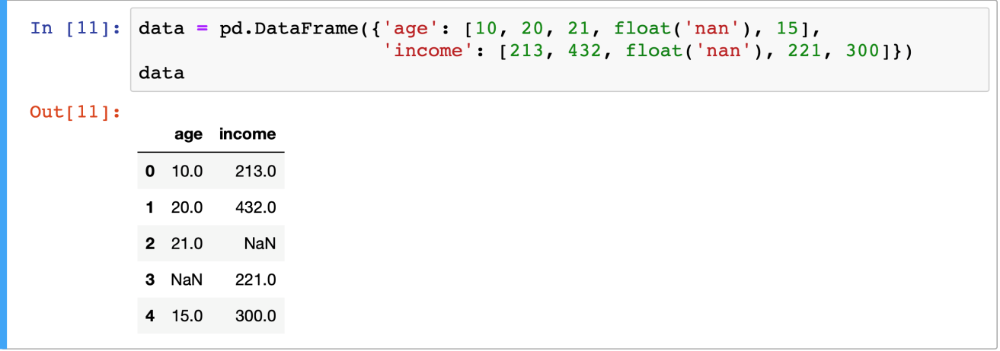 In [11]: data = pd.DataFrame({'age': [10, 20, 21, float('nan'), 15],
'income': [213, 432, float('nan'), 221, 300]})
data
Out[11]:
age income
0 10.0 213.0
1 20.0 432.0
2 21.0 NaN
3 NaN 221.0
4 15.0 300.0